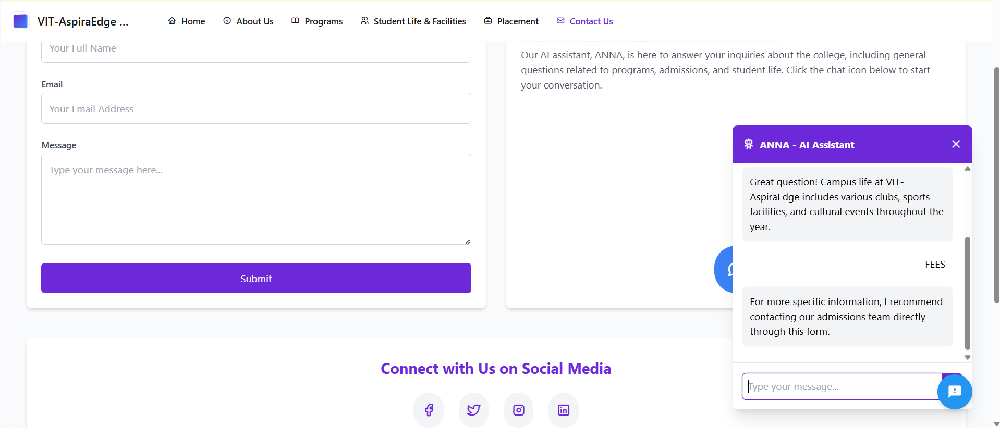 VIT-AspiraEdge ...
Home
About Us
Programs
Student Life & Facilities
Placement
Contact Us
Your Full Name
Email
Your Email Address
Message
Type your message here...
Submit
Our AI assistant, ANNA, is here to answer your inquiries about the college, including general
questions related to programs, admissions, and student life. Click the chat icon below to start
your conversation.
ANNA - AI Assistant
Great question! Campus life at VIT-
AspiraEdge includes various clubs, sports
facilities, and cultural events throughout the
year.
FEES
For more specific information, I recommend
contacting our admissions team directly
through this form.
Type your message...
Connect with Us on Social Media